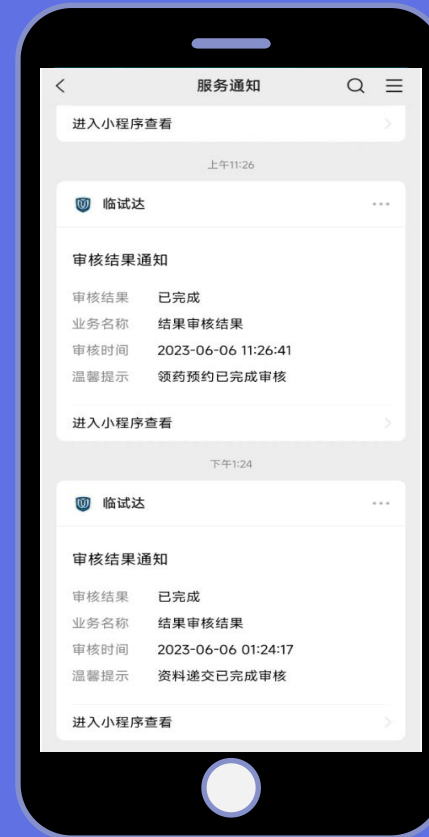 服务通知
进入小程序查看
上午11:26
临试达
审核结果通知
审核结果 已完成
业务名称 结果审核结果
审核时间 2023-06-06 11:26:41
温馨提示 领药预约已完成审核
进入小程序查看
下午1:24
临试达
审核结果通知
审核结果 已完成
业务名称 结果审核结果
审核时间 2023-06-06 01:24:17
温馨提示 资料递交已完成审核
进入小程序查看